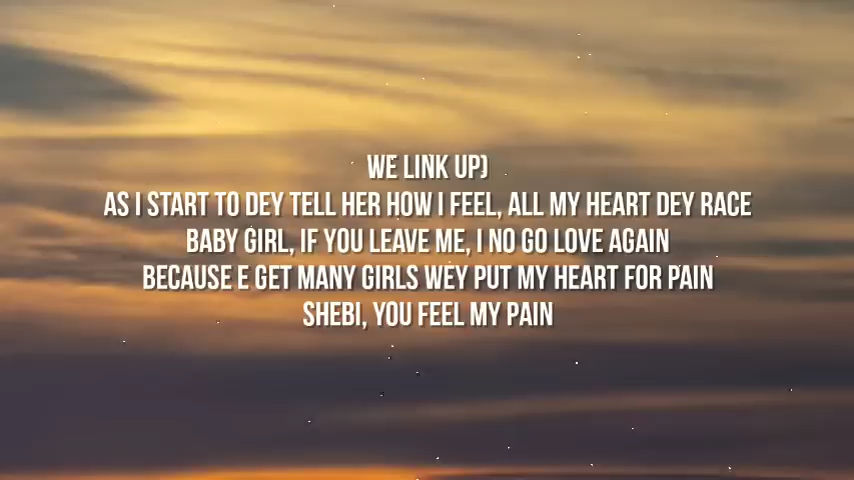 WE LINK UP)
AS I START TO DEY TELL HER HOW I FEEL, ALL MY HEART DEY RACE
BABY GIRL, IF YOU LEAVE ME, I NO GO LOVE AGAIN
BECAUSE E GET MANY GIRLS WEY PUT MY HEART FOR PAIN
SHEBI, YOU FEEL MY PAIN